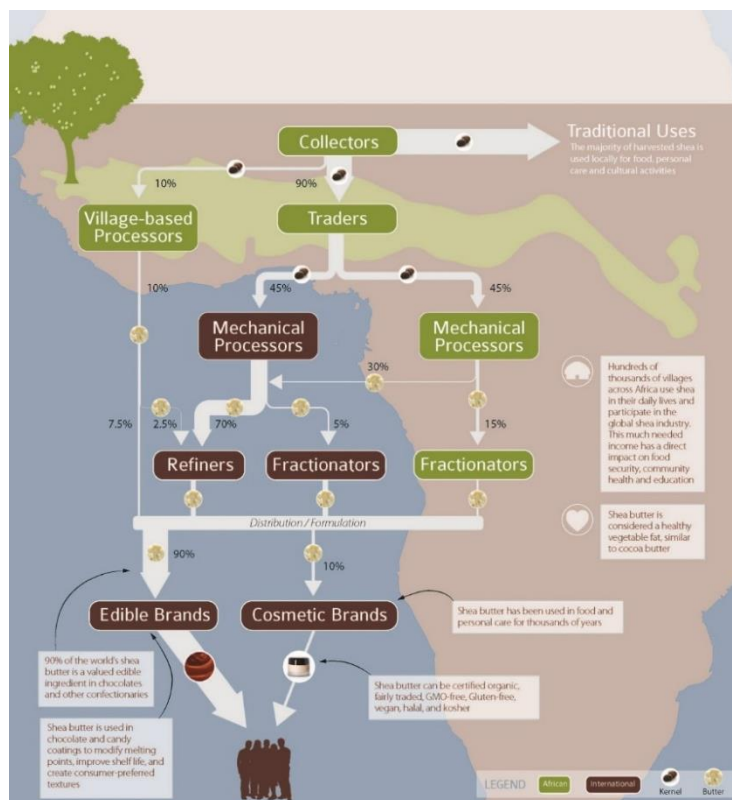 Collectors
Traditional Uses
The majority of harvested shea is
used locally for food, personal
care and cultural activities
10%
90%
Village-based
Processors
Traders
10%
45%
45%
Mechanical
Processors
Mechanical
Processors
30%
7.5%
2.5%
70%
5%
15%
Refiners
Fractionators
Fractionators
Hundreds of
thousands of villages
across Africa use shea
in their daily lives and
participate in the
global shea industry.
This much needed
income has a direct
impact on food
security, community
health and education
Shea butter is
considered a healthy
vegetable fat, similar
to cocoa butter
Distribution / Formulation
90%
10%
Edible Brands
Cosmetic Brands
Shea butter has been used in food and
personal care for thousands of years
90% of the world's shea
butter is a valued edible
ingredient in chocolates
and other confectionaries
Shea butter can be certified organic,
fairly traded, GMO-free, Gluten-free,
vegan, halal, and kosher
Shea butter is used in
chocolate and candy
coatings to modify melting
points, improve shelf life, and
create consumer-preferred
textures
LEGEND
African
International
Kernel
Butter